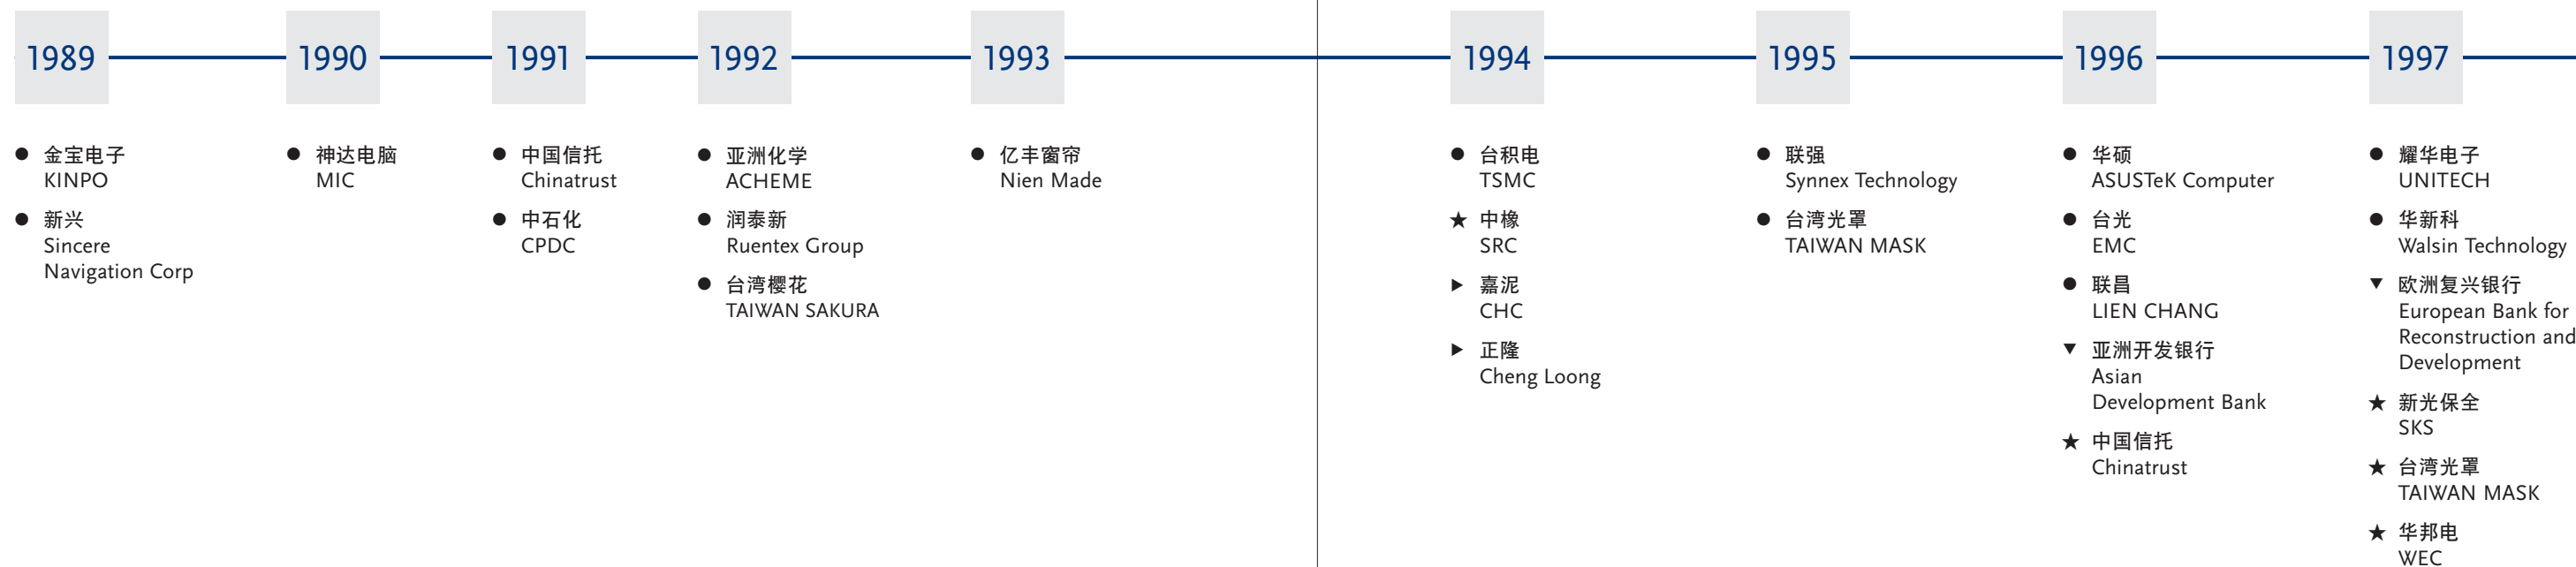 1989
● 金宝电子
KINPO
● 新兴
Sincere
Navigation Corp
1990
● 神达电脑
MIC
1991
● 中国信托
Chinatrust
● 中石化
CPDC
1992
● 亚洲化学
ACHEME
● 润泰新
Ruentex Group
● 台湾樱花
TAIWAN SAKURA
1993
● 亿丰窗帘
Nien Made
1994
● 台积电
TSMC
★ 中橡
SRC
▶ 嘉泥
CHC
▶ 正隆
Cheng Loong
1995
● 联强
Synnex Technology
● 台湾光罩
TAIWAN MASK
1996
● 华硕
ASUSTeK Computer
● 台光
EMC
● 联昌
LIEN CHANG
▼ 亚洲开发银行
Asian
Development Bank
★ 中国信托
Chinatrust
1997
● 耀华电子
UNITECH
● 华新科
Walsin Technology
▼ 欧洲复兴银行
European Bank for
Reconstruction and
Development
★ 新光保全
SKS
★ 台湾光罩
TAIWAN MASK
★ 华邦电
WEC